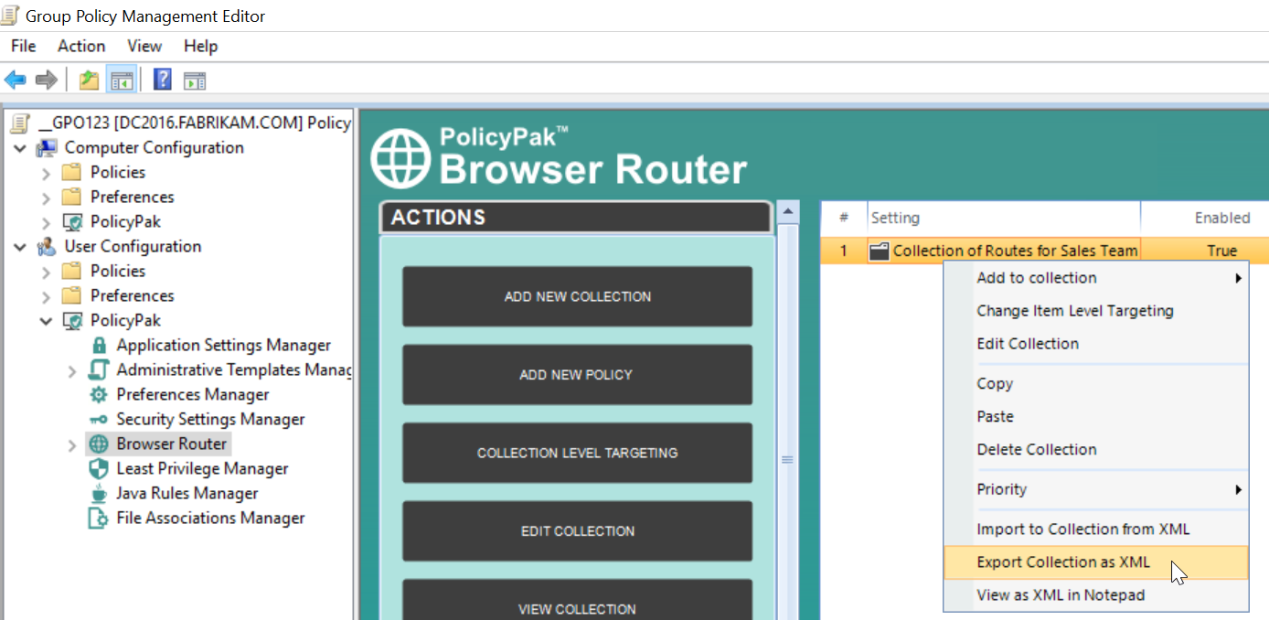 Group Policy Management Editor
File Action View Help
__GPO123 [DC2016.FABRIKAM.COM] Policy
Computer Configuration
Policies
Preferences
PolicyPak
User Configuration
Policies
Preferences
PolicyPak
Application Settings Manager
Administrative Templates Manag
Preferences Manager
Security Settings Manager
Browser Router
Least Privilege Manager
Java Rules Manager
File Associations Manager
PolicyPak™
Browser Router
ACTIONS
ADD NEW COLLECTION
ADD NEW POLICY
COLLECTION LEVEL TARGETING
EDIT COLLECTION
VIEW COLLECTION
# Setting Enabled
1 Collection of Routes for Sales Team True
Add to collection
Change Item Level Targeting
Edit Collection
Copy
Paste
Delete Collection
Priority
Import to Collection from XML
Export Collection as XML
View as XML in Notepad